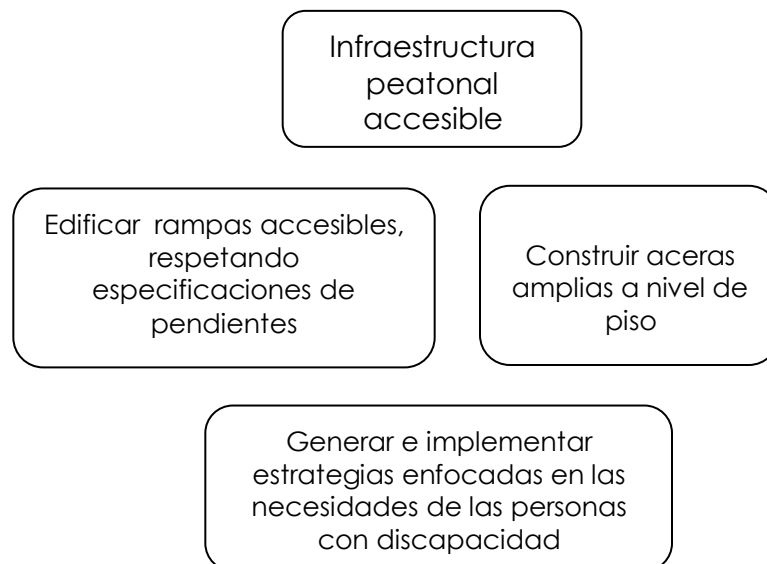 Infraestructura
peatonal
accesible
Edificar rampas accesibles,
respetando
especificaciones de
pendientes
Construir aceras
amplias a nivel de
piso
Generar e implementar
estrategias enfocadas en las
necesidades de las personas
con discapacidad